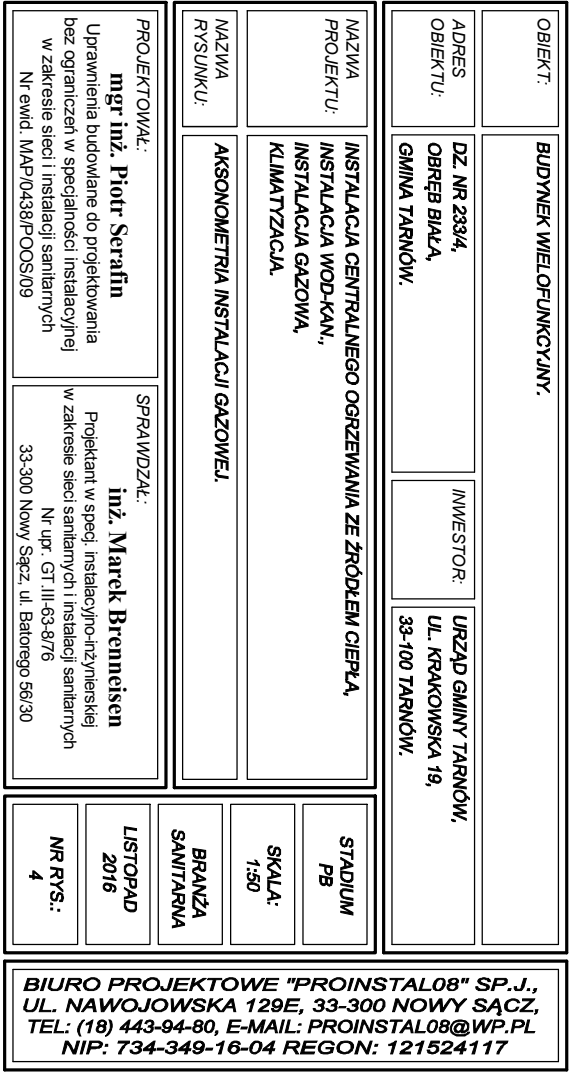 OBIEKT:
BUDYNEK WIELOFUNKCYJNY.
ADRES
OBIEKTU:
DZ. NR 233/4,
OBRĘB BIAŁA,
GMINA TARNÓW.
INWESTOR:
URZĄD GMINY TARNÓW,
UL. KRAKOWSKA 19,
33-100 TARNÓW.
NAZWA
PROJEKTU:
INSTALACJA CENTRALNEGO OGRZEWANIA ZE ŹRÓDŁEM CIEPŁA,
INSTALACJA WOD-KAN.,
INSTALACJA GAZOWA,
KLIMATYZACJA.
NAZWA
RYSUNKU:
AKSONOMETRIA INSTALACJI GAZOWEJ.
STADIUM
PB
SKALA:
1:50
BRANŻA
SANITARNA
LISTOPAD
2016
NR RYS.:
4
PROJEKTOWAŁ:
mgr inż. Piotr Serafin
Uprawnienia budowlane do projektowania
bez ograniczeń w specjalności instalacyjnej
w zakresie sieci i instalacji sanitarnych
Nr ewid. MAP/0438/POOS/09
SPRAWDZAŁ:
inż. Marek Brenneisen
Projektant w specj. instalacyjno-inżynierskiej
w zakresie sieci sanitarnych i instalacji sanitarnych
Nr upr. GT.III-63-8/76
33-300 Nowy Sącz, ul. Batorego 56/30
BIURO PROJEKTOWE "PROINSTAL08" SP.J.,
UL. NAWOJOWSKA 129E, 33-300 NOWY SĄCZ,
TEL: (18) 443-94-80, E-MAIL: PROINSTAL08@WP.PL
NIP: 734-349-16-04 REGON: 121524117